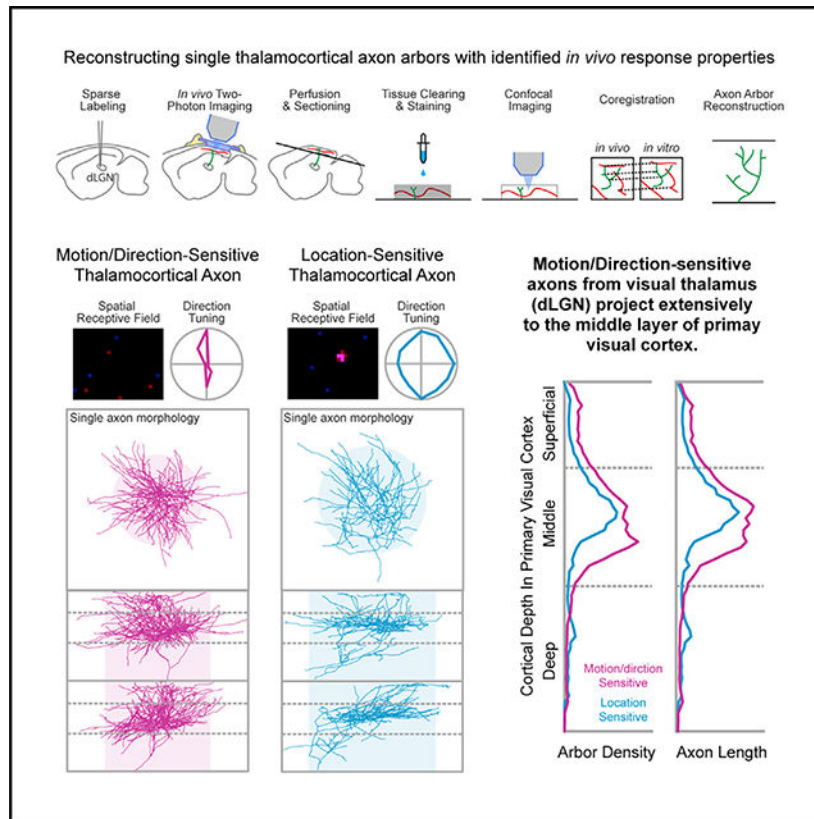 Reconstructing single thalamocortical axon arbors with identified in vivo response properties
Sparse
Labeling
In vivo Two-
Photon Imaging
Perfusion
& Sectioning
Tissue Clearing
& Staining
Confocal
Imaging
Coregistration
Axon Arbor
Reconstruction
dLGN
in vivo
in vitro
Motion/Direction-Sensitive
Thalamocortical Axon
Spatial
Receptive Field
Direction
Tuning
Single axon morphology
Location-Sensitive
Thalamocortical Axon
Spatial
Receptive Field
Direction
Tuning
Single axon morphology
Motion/Direction-sensitive
axons from visual thalamus
(dLGN) project extensively
to the middle layer of primay
visual cortex.
Cortical Depth In Primary Visual Cortex
Superficial
Middle
Deep
Motion/dirction
Sensitive
Location
Sensitive
Arbor Density
Axon Length